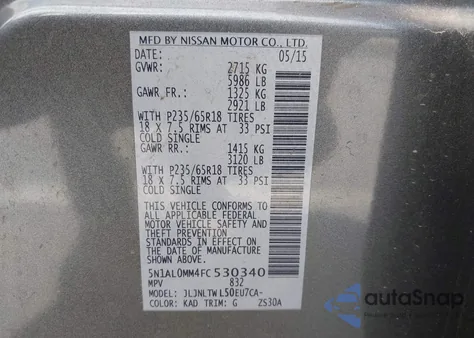 MFD BY NISSAN MOTOR CO., LTD.
DATE: 05/15
GVWR: 2715 KG
5986 LB
GAWR, FR.: 1325 KG
2921 LB
WITH P235/65R18 TIRES
18 X 7.5 RIMS AT 33 PSI
COLD SINGLE
GAWR RR.: 1415 KG
3120 LB
WITH P235/65R18 TIRES
18 X 7.5 RIMS AT 33 PSI
COLD SINGLE
THIS VEHICLE CONFORMS TO
ALL APPLICABLE FEDERAL
MOTOR VEHICLE SAFETY AND
THEFT PREVENTION
STANDARDS IN EFFECT ON
THE DATE OF MANUFACTURE
SHOWN ABOVE.
5N1AL0MM4FC530340
MPV 832
MODEL: JLJNLTWL50EU7CA-
COLOR: KAD TRIM: G ZS30A
autoSnap